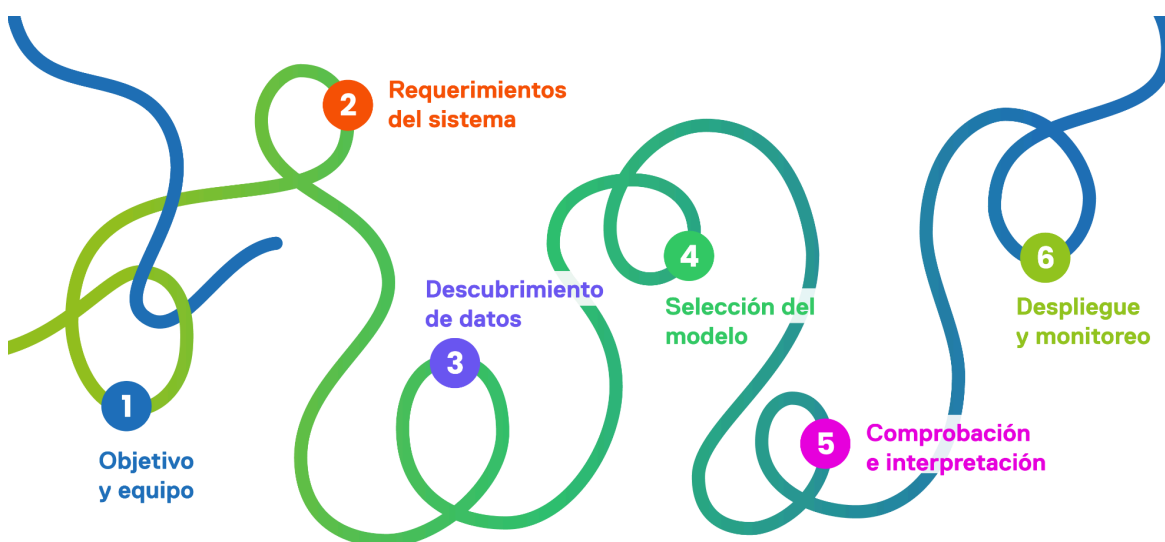 1
Objetivo
y equipo
2
Requerimientos
del sistema
3
Descubrimiento
de datos
4
Selección del
modelo
5
Comprobación
e interpretación
6
Despliegue
y monitoreo